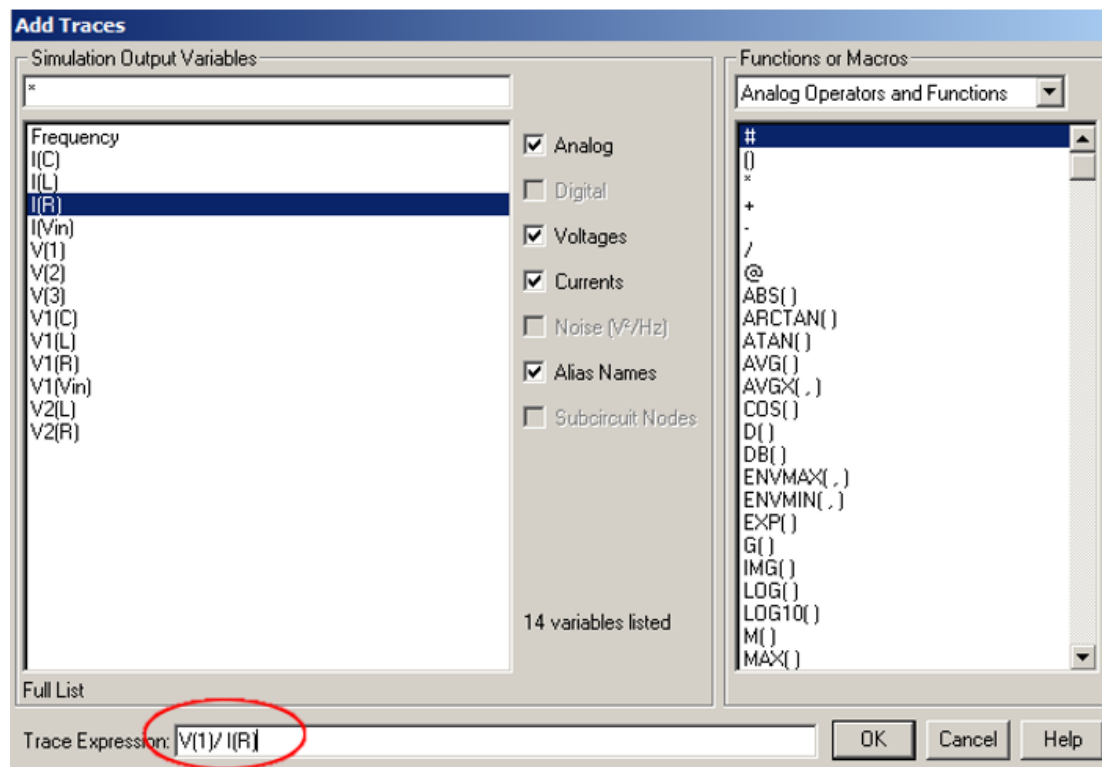 Add Traces
Simulation Output Variables
*
Frequency
I(C)
I(L)
I(R)
I(Vin)
V(1)
V(2)
V(3)
V1(C)
V1(L)
V1(R)
V1(Vin)
V2(L)
V2(R)
Analog
Digital
Voltages
Currents
Noise (V²/Hz)
Alias Names
Subcircuit Nodes
14 variables listed
Full List
Functions or Macros
Analog Operators and Functions
#
()
*
+
-
/
@
ABS( )
ARCTAN( )
ATAN( )
AVG( )
AVGX( , )
COS( )
D( )
DB( )
ENVMAX( , )
ENVMIN( , )
EXP( )
G( )
IMG( )
LOG( )
LOG10( )
M( )
MAX( )
Trace Expression: V(1)/ I(R)
OK Cancel Help